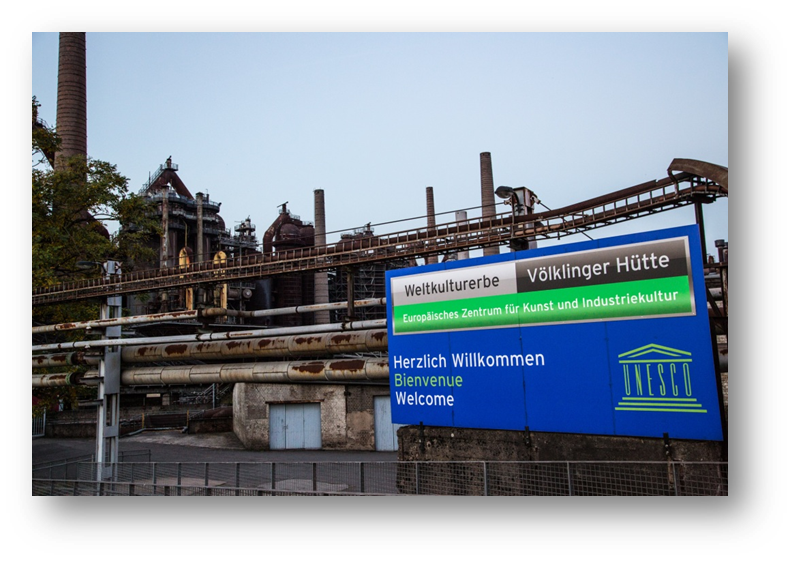 Weltkulturerbe Völklinger Hütte
Europäisches Zentrum für Kunst und Industriekultur
Herzlich Willkommen
Bienvenue
Welcome
UNESCO